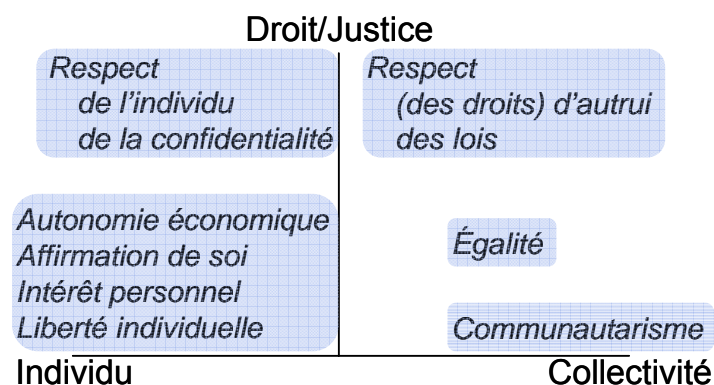 Droit/Justice
Respect
de l'individu
de la confidentialité
Respect
(des droits) d'autrui
des lois
Autonomie économique
Affirmation de soi
Intérêt personnel
Liberté individuelle
Égalité
Communautarisme
Individu
Collectivité